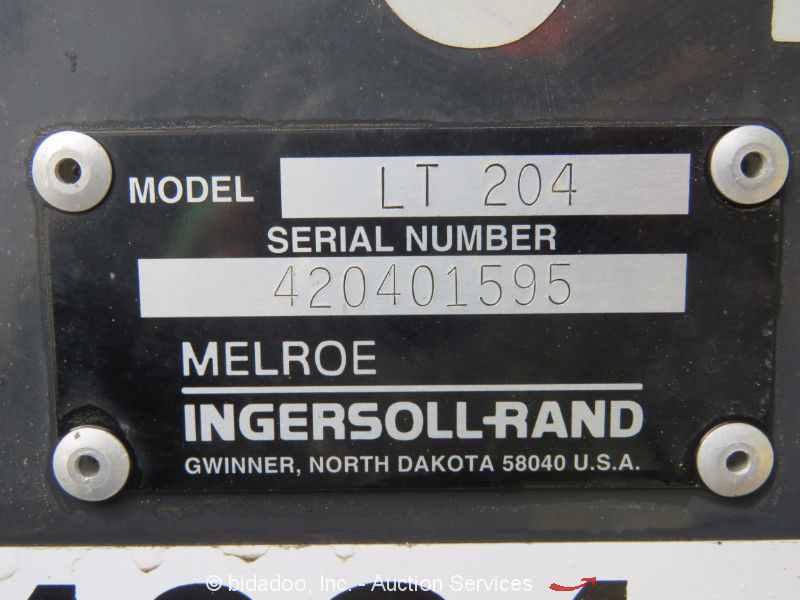 MODEL LT 204
SERIAL NUMBER
420401595
MELROE
INGERSOLL-RAND
GWINNER, NORTH DAKOTA 58040 U.S.A.
© bidadoo, Inc. - Auction Services